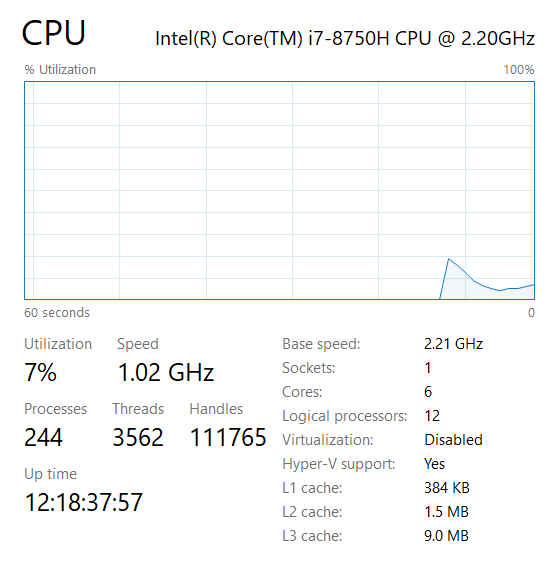 CPU Intel(R) Core(TM) i7-8750H CPU @ 2.20GHz
% Utilization 100%
60 seconds 0
Utilization Speed
7% 1.02 GHz
Processes Threads Handles
244 3562 111765
Up time
12:18:37:57
Base speed: 2.21 GHz
Sockets: 1
Cores: 6
Logical processors: 12
Virtualization: Disabled
Hyper-V support: Yes
L1 cache: 384 KB
L2 cache: 1.5 MB
L3 cache: 9.0 MB